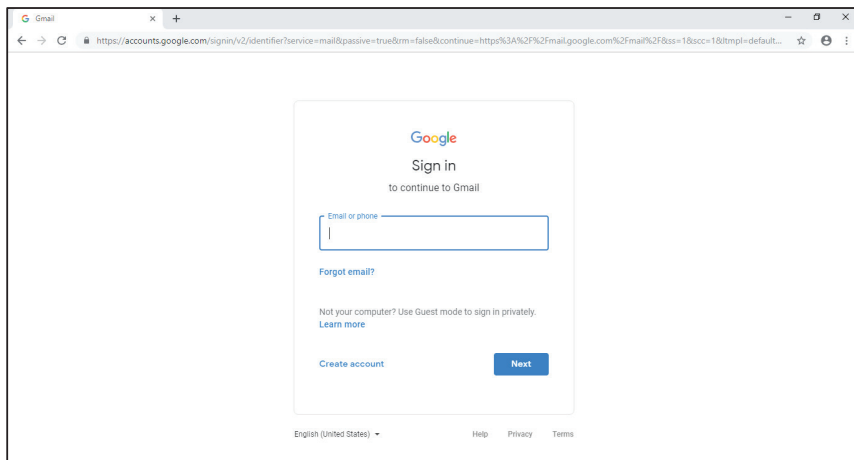 Gmail
https://accounts.google.com/signin/v2/identifier?service=mail&passive=true&rm=false&continue=https%3A%2F%2Fmail.google.com%2Fmail%2F&ss=1&scc=1&ltmpl=default...
Google
Sign in
to continue to Gmail
Email or phone
Forgot email?
Not your computer? Use Guest mode to sign in privately.
Learn more
Create account
Next
English (United States)
Help Privacy Terms